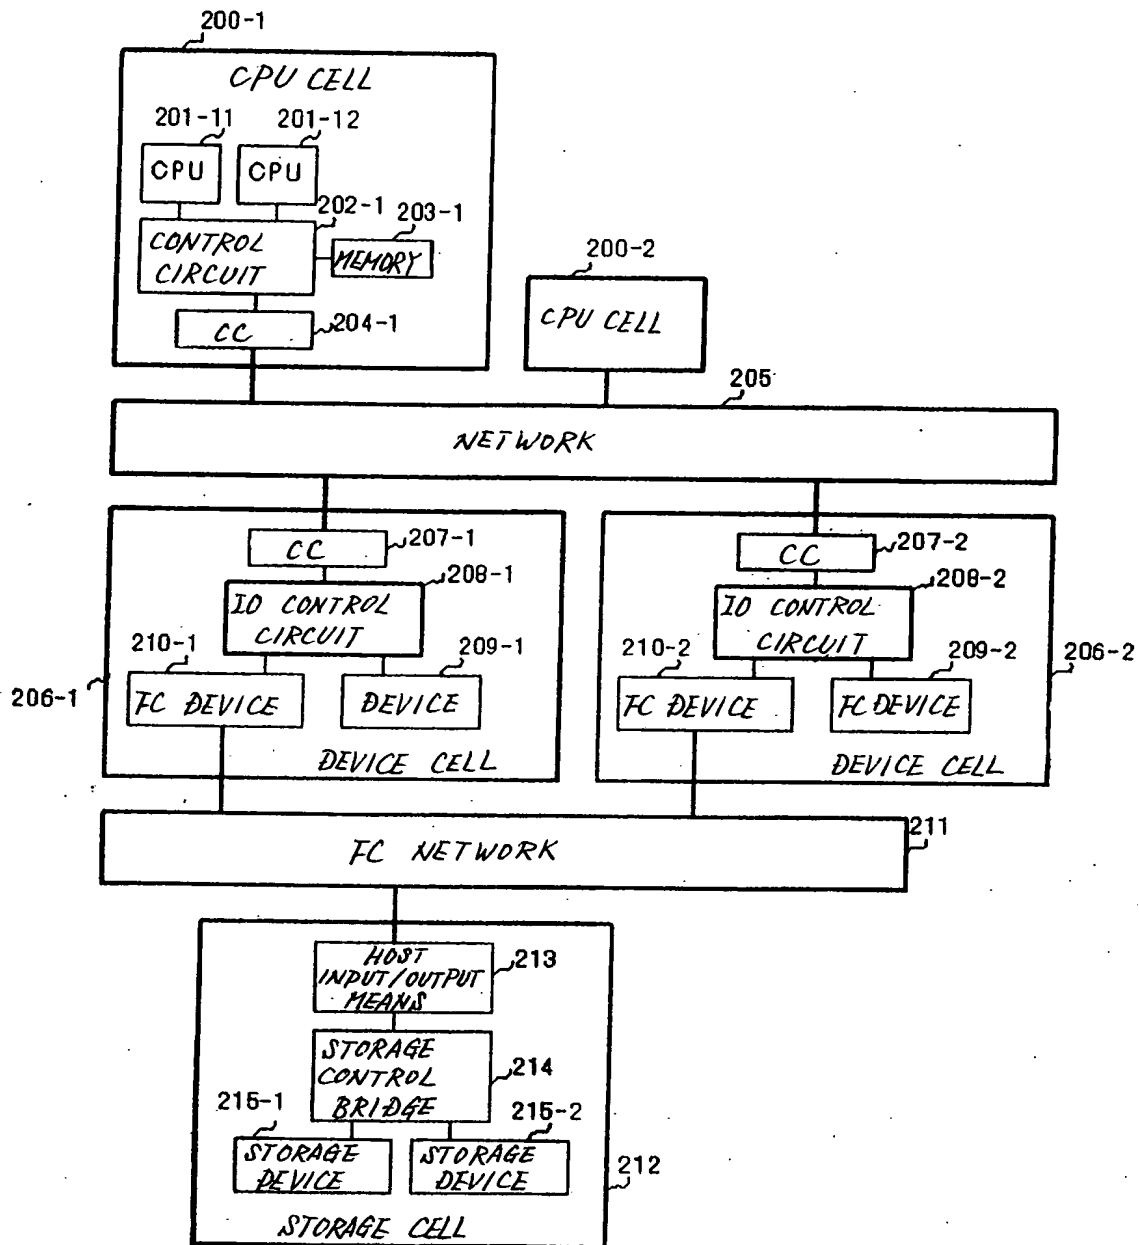 200-1
CPU CELL
201-11
201-12
CPU
CPU
202-1
203-1
CONTROL
CIRCUIT
MEMORY
CC
204-1
200-2
CPU CELL
205
NETWORK
CC
207-1
208-1
IO CONTROL
CIRCUIT
210-1
209-1
206-1
FC DEVICE
DEVICE
DEVICE CELL
CC
207-2
208-2
IO CONTROL
CIRCUIT
210-2
209-2
206-2
FC DEVICE
FC DEVICE
DEVICE CELL
211
FC NETWORK
HOST
INPUT/OUTPUT
MEANS
213
STORAGE
CONTROL
BRIDGE
214
215-1
215-2
STORAGE
DEVICE
STORAGE
DEVICE
212
STORAGE CELL